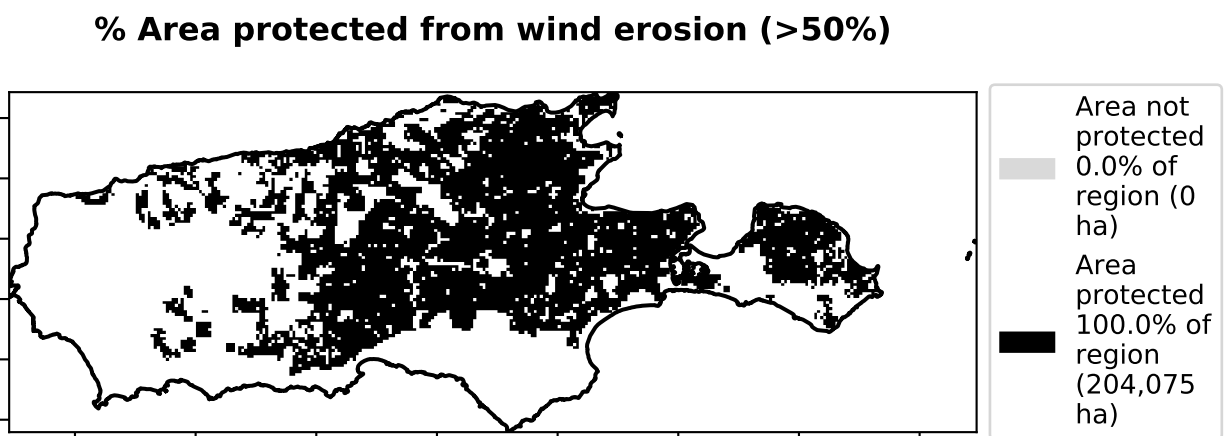 % Area protected from wind erosion (>50%)
Area not
protected
0.0% of
region (0
ha)
Area
protected
100.0% of
region
(204,075
ha)